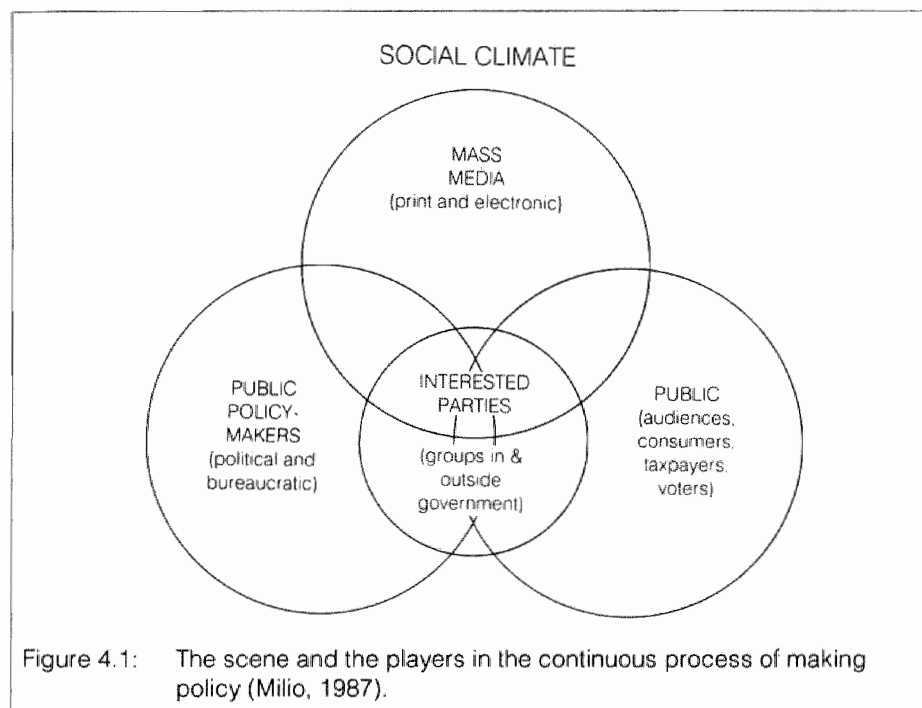 SOCIAL CLIMATE
MASS
MEDIA
(print and electronic)
PUBLIC
POLICY-
MAKERS
(political and
bureaucratic)
INTERESTED
PARTIES
(groups in &
outside
government)
PUBLIC
(audiences,
consumers,
taxpayers,
voters)
Figure 4.1: The scene and the players in the continuous process of making
policy (Milio, 1987).